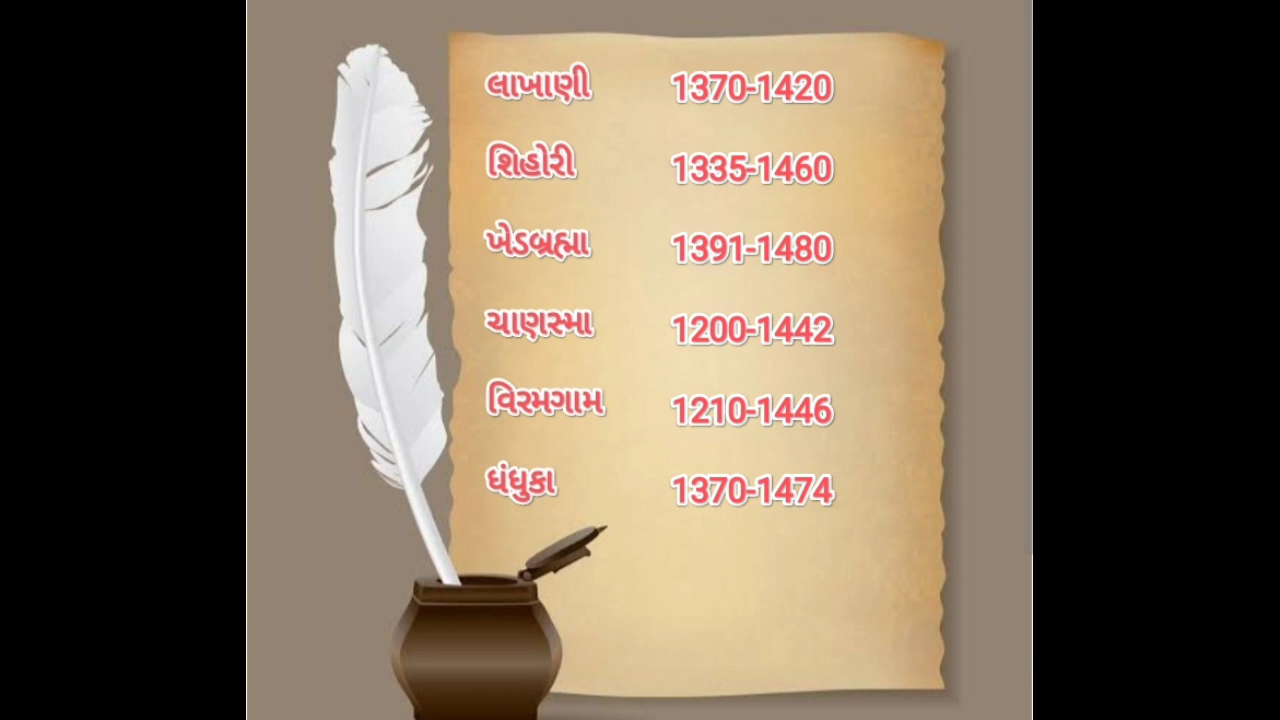 લાખાણી 1370-1420
શિહોરી 1335-1460
ખેડબ્રહ્મા 1391-1480
ચાણસ્મા 1200-1442
વિરમગામ 1210-1446
ધંધુકા 1370-1474